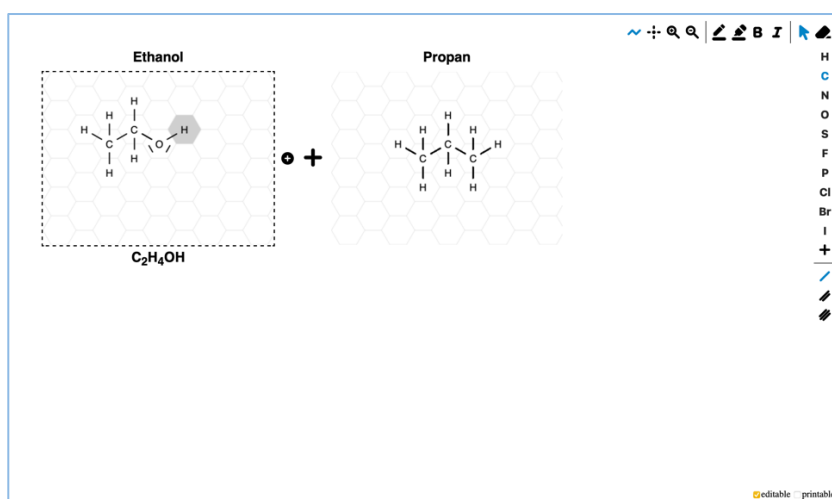 B I
Ethanol
Propan
H
C
N
O
S
F
P
Cl
Br
I
+
H
H H
C
H C O
H
H
H
H H
H C H
C C
H
H H
+ +
C₂H₄OH
editable printable